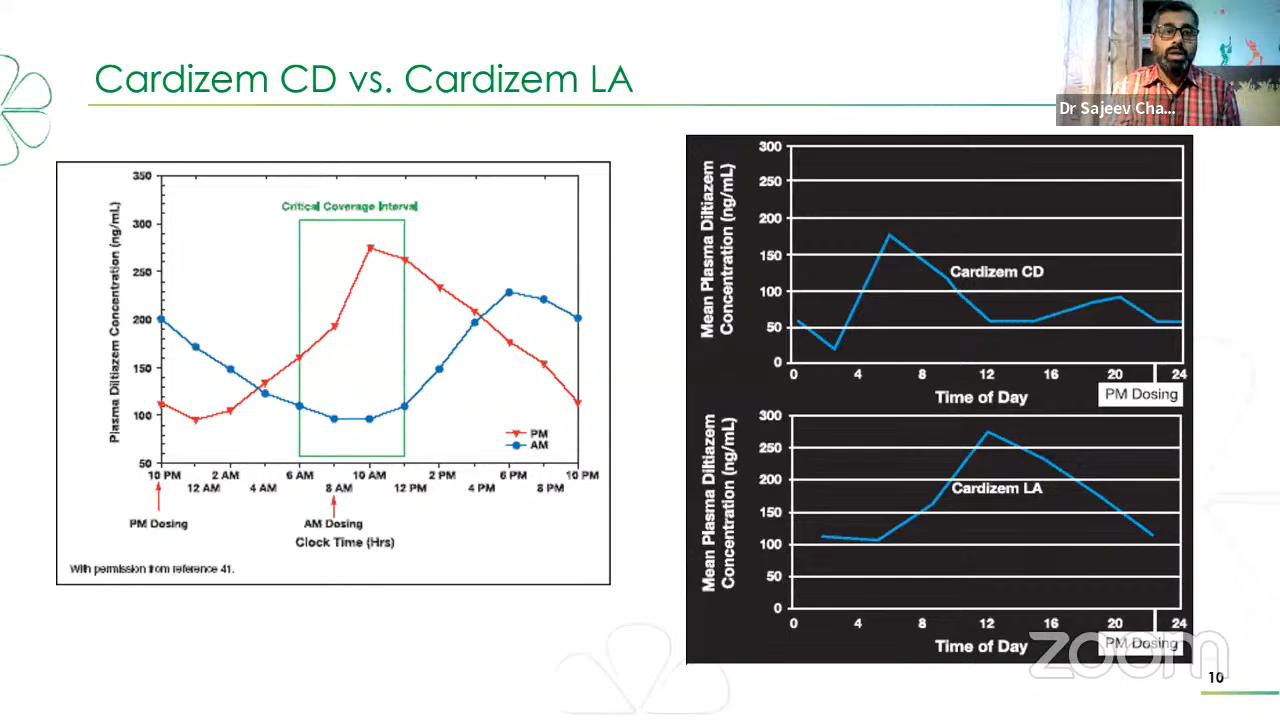 Cardizem CD vs. Cardizem LA
Dr Sajeev Cha...
350
300
250
200
150
100
50
Plasma Diltiazem Concentration (ng/mL)
Critical Coverage Interval
PM
AM
10 PM 2 AM 6 AM 10 AM 2 PM 6 PM 10 PM
12 AM 4 AM 8 AM 12 PM 4 PM 8 PM
PM Dosing AM Dosing
Clock Time (Hrs)
With permission from reference 41.
300
250
200
150
100
50
0
Mean Plasma Diltiazem
Concentration (ng/mL)
Cardizem CD
0 4 8 12 16 20 24
PM Dosing
Time of Day
300
250
200
150
100
50
0
Mean Plasma Diltiazem
Concentration (ng/mL)
Cardizem LA
0 4 8 12 16 20 24
PM Dosing
Time of Day
zoom
10